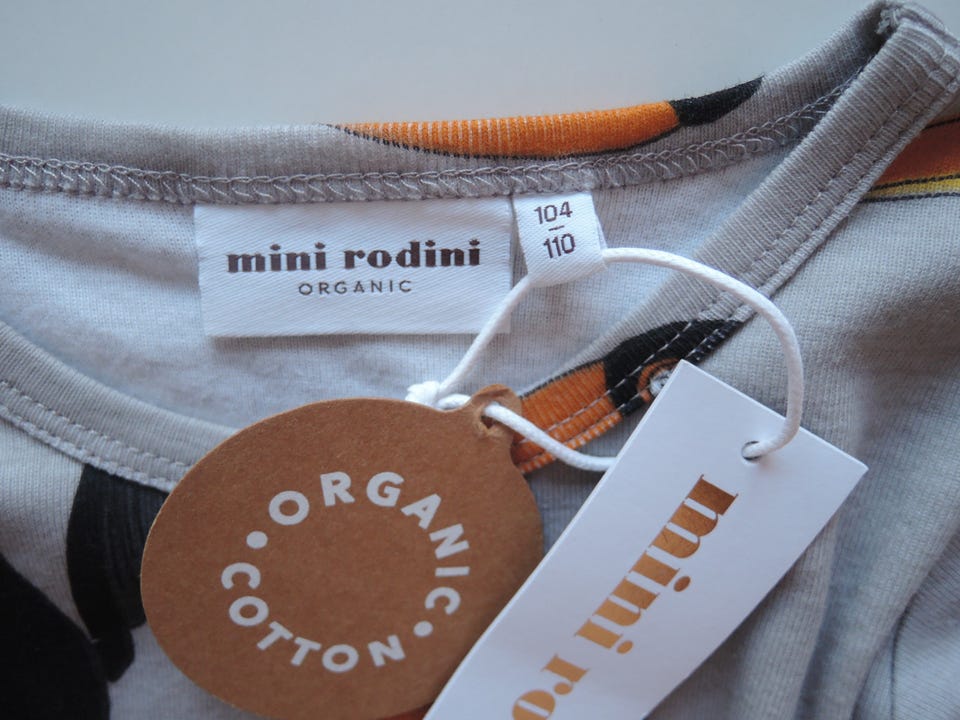 mini rodini
ORGANIC
104
110
ORGANIC
COTTON
mini ro